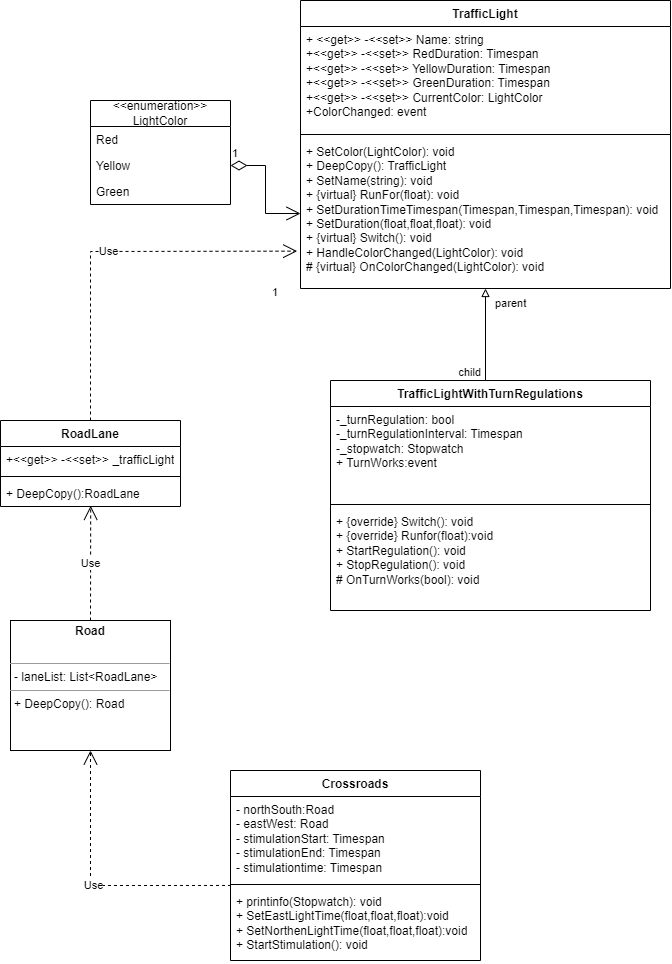 TrafficLight
+ <<get>> -<<set>> Name: string
+<<get>> -<<set>> RedDuration: Timespan
+<<get>> -<<set>> YellowDuration: Timespan
+<<get>> -<<set>> GreenDuration: Timespan
+<<get>> -<<set>> CurrentColor: LightColor
+ColorChanged: event
+ SetColor(LightColor): void
+ DeepCopy(): TrafficLight
+ SetName(string): void
+ {virtual} RunFor(float): void
+ SetDurationTimeTimespan(Timespan,Timespan,Timespan): void
+ SetDuration(float,float,float): void
+ {virtual} Switch(): void
+ HandleColorChanged(LightColor): void
# {virtual} OnColorChanged(LightColor): void
<<enumeration>>
LightColor
Red
Yellow
Green
1
Use
1
parent
child
TrafficLightWithTurnRegulations
-_turnRegulation: bool
-_turnRegulationInterval: Timespan
-_stopwatch: Stopwatch
+ TurnWorks:event
+ {override} Switch(): void
+ {override} Runfor(float):void
+ StartRegulation(): void
+ StopRegulation(): void
# OnTurnWorks(bool): void
RoadLane
+<<get>> -<<set>> _trafficLight
+ DeepCopy():RoadLane
Use
Road
- laneList: List<RoadLane>
+ DeepCopy(): Road
Use
Crossroads
- northSouth:Road
- eastWest: Road
- stimulationStart: Timespan
- stimulationEnd: Timespan
- stimulationtime: Timespan
+ printinfo(Stopwatch): void
+ SetEastLightTime(float,float,float):void
+ SetNorthenLightTime(float,float,float):void
+ StartStimulation(): void